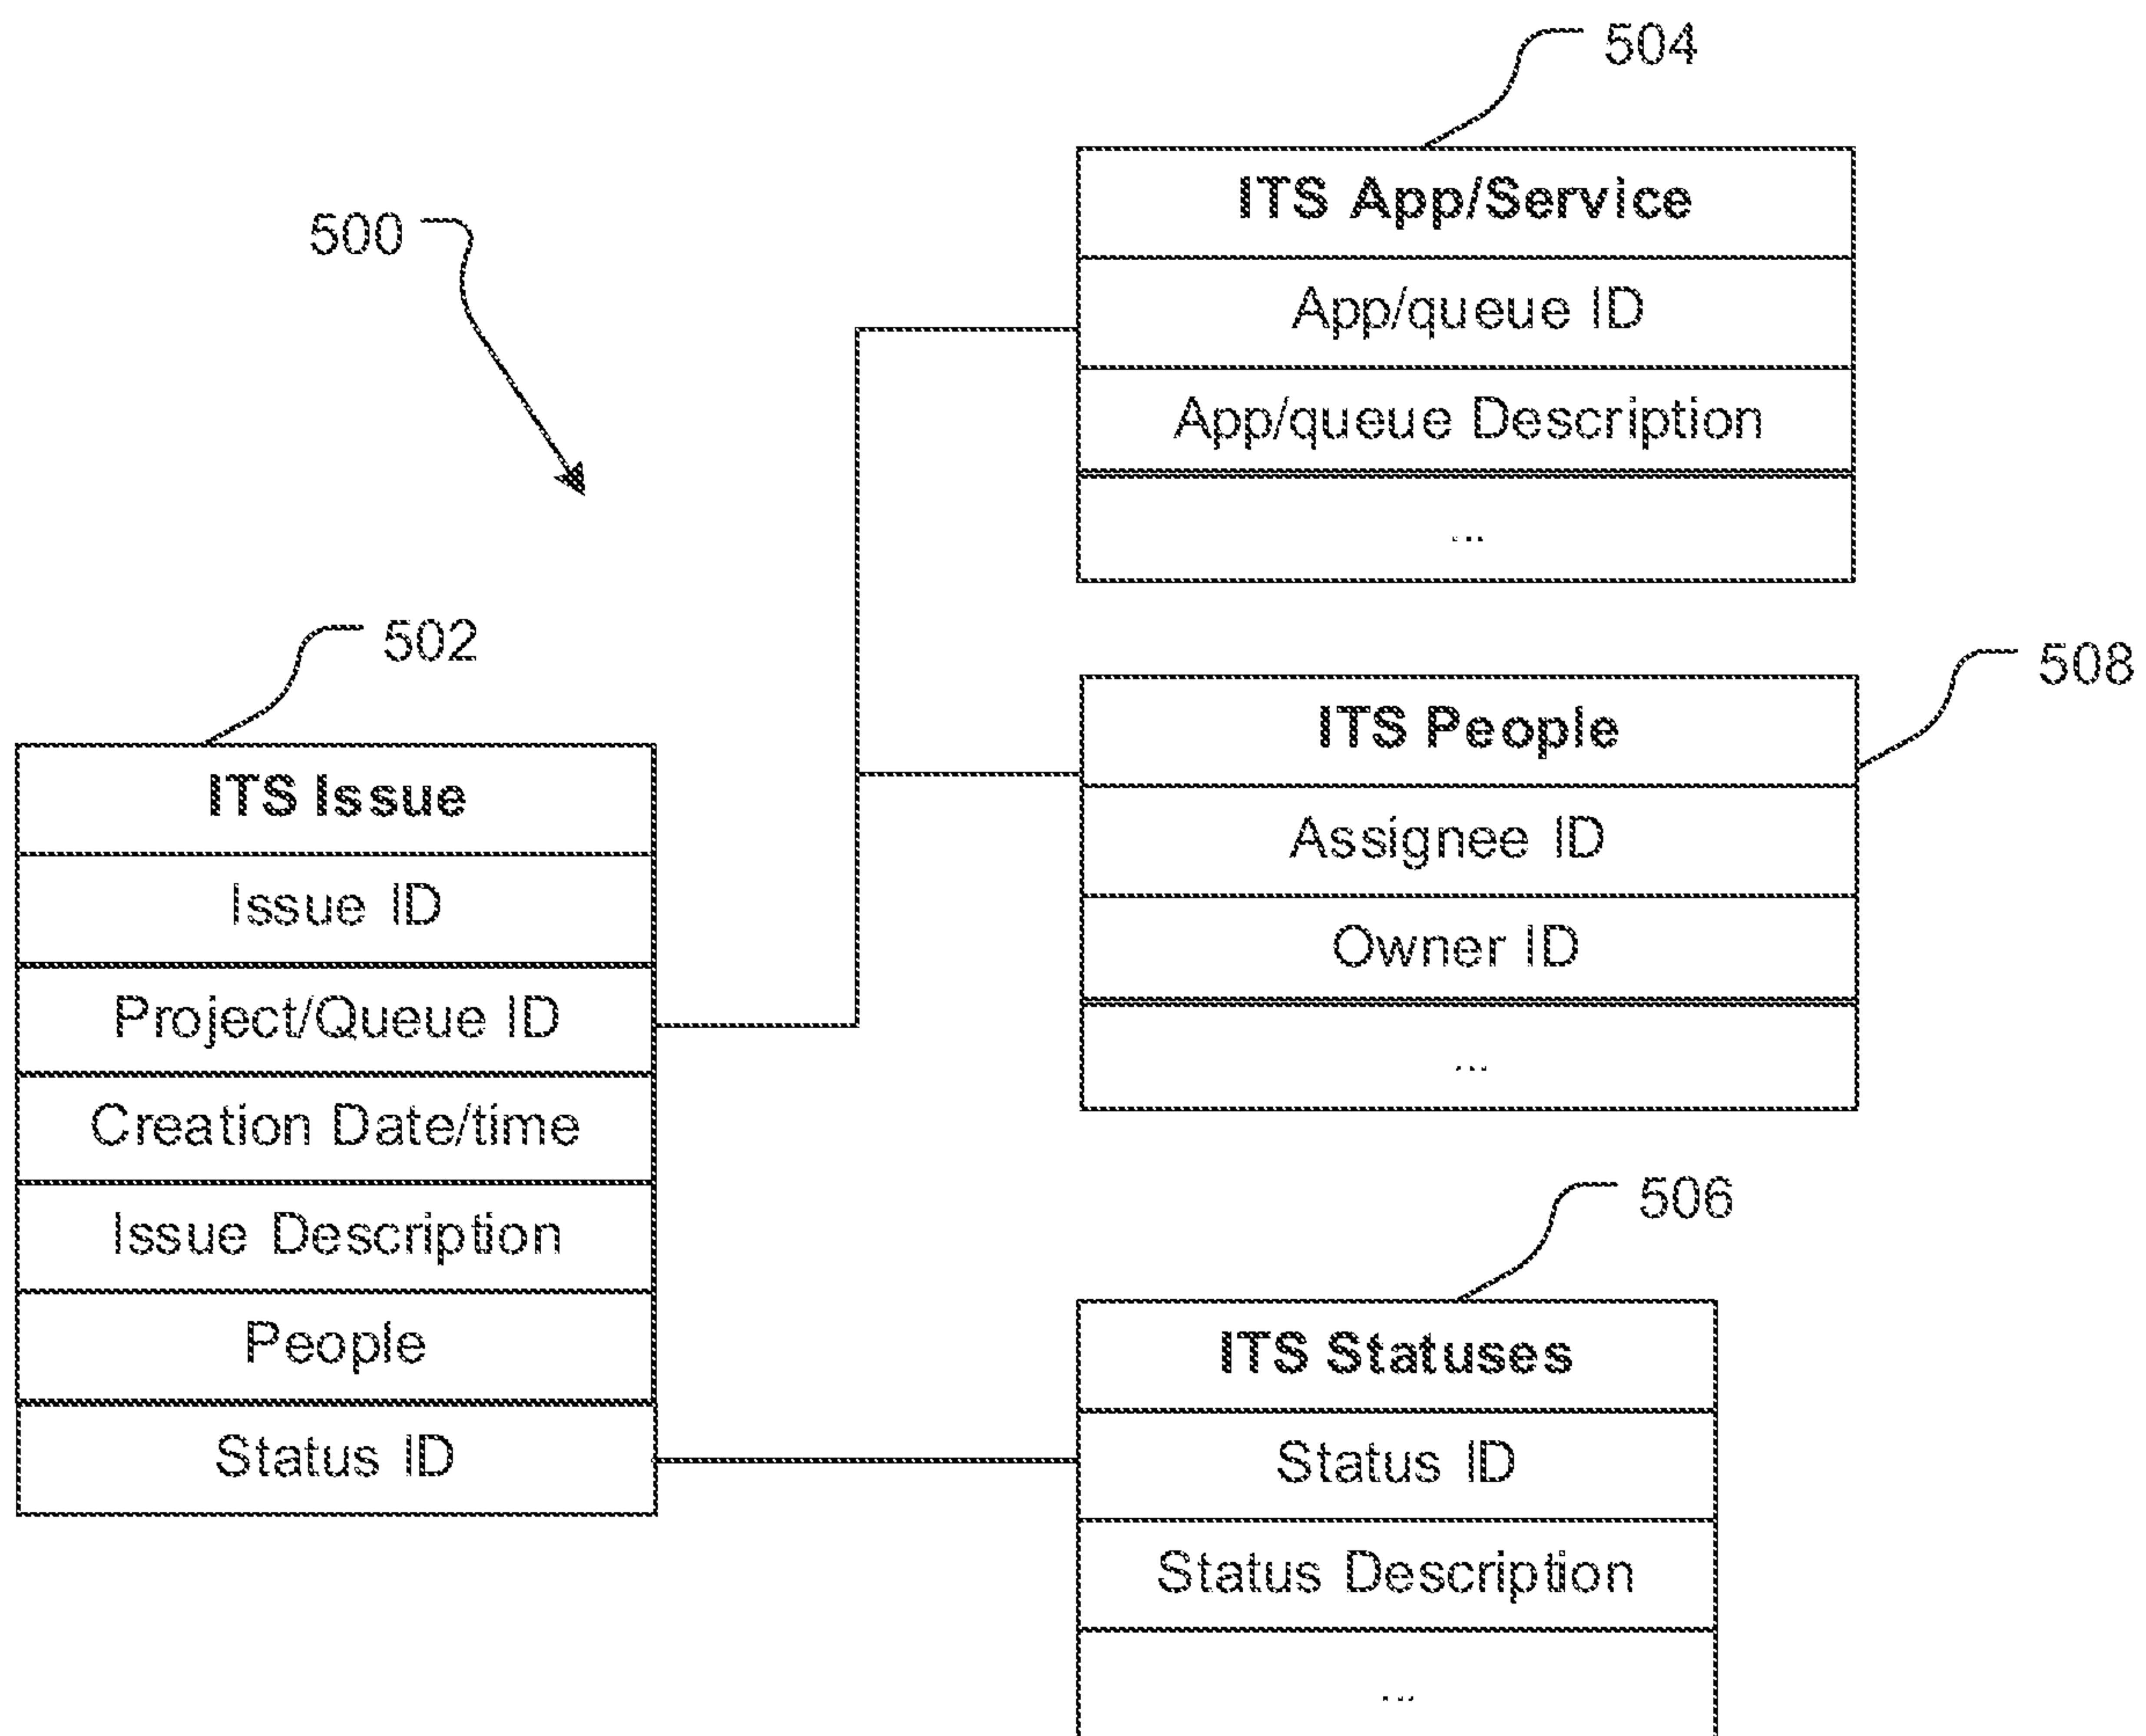 504
ITS App/Service
500
App/queue ID
App/queue Description
...
502
508
ITS People
ITS Issue
Assignee ID
Issue ID
Owner ID
Project/Queue ID
...
Creation Date/time
506
Issue Description
People
ITS Statuses
Status ID
Status ID
Status Description
...